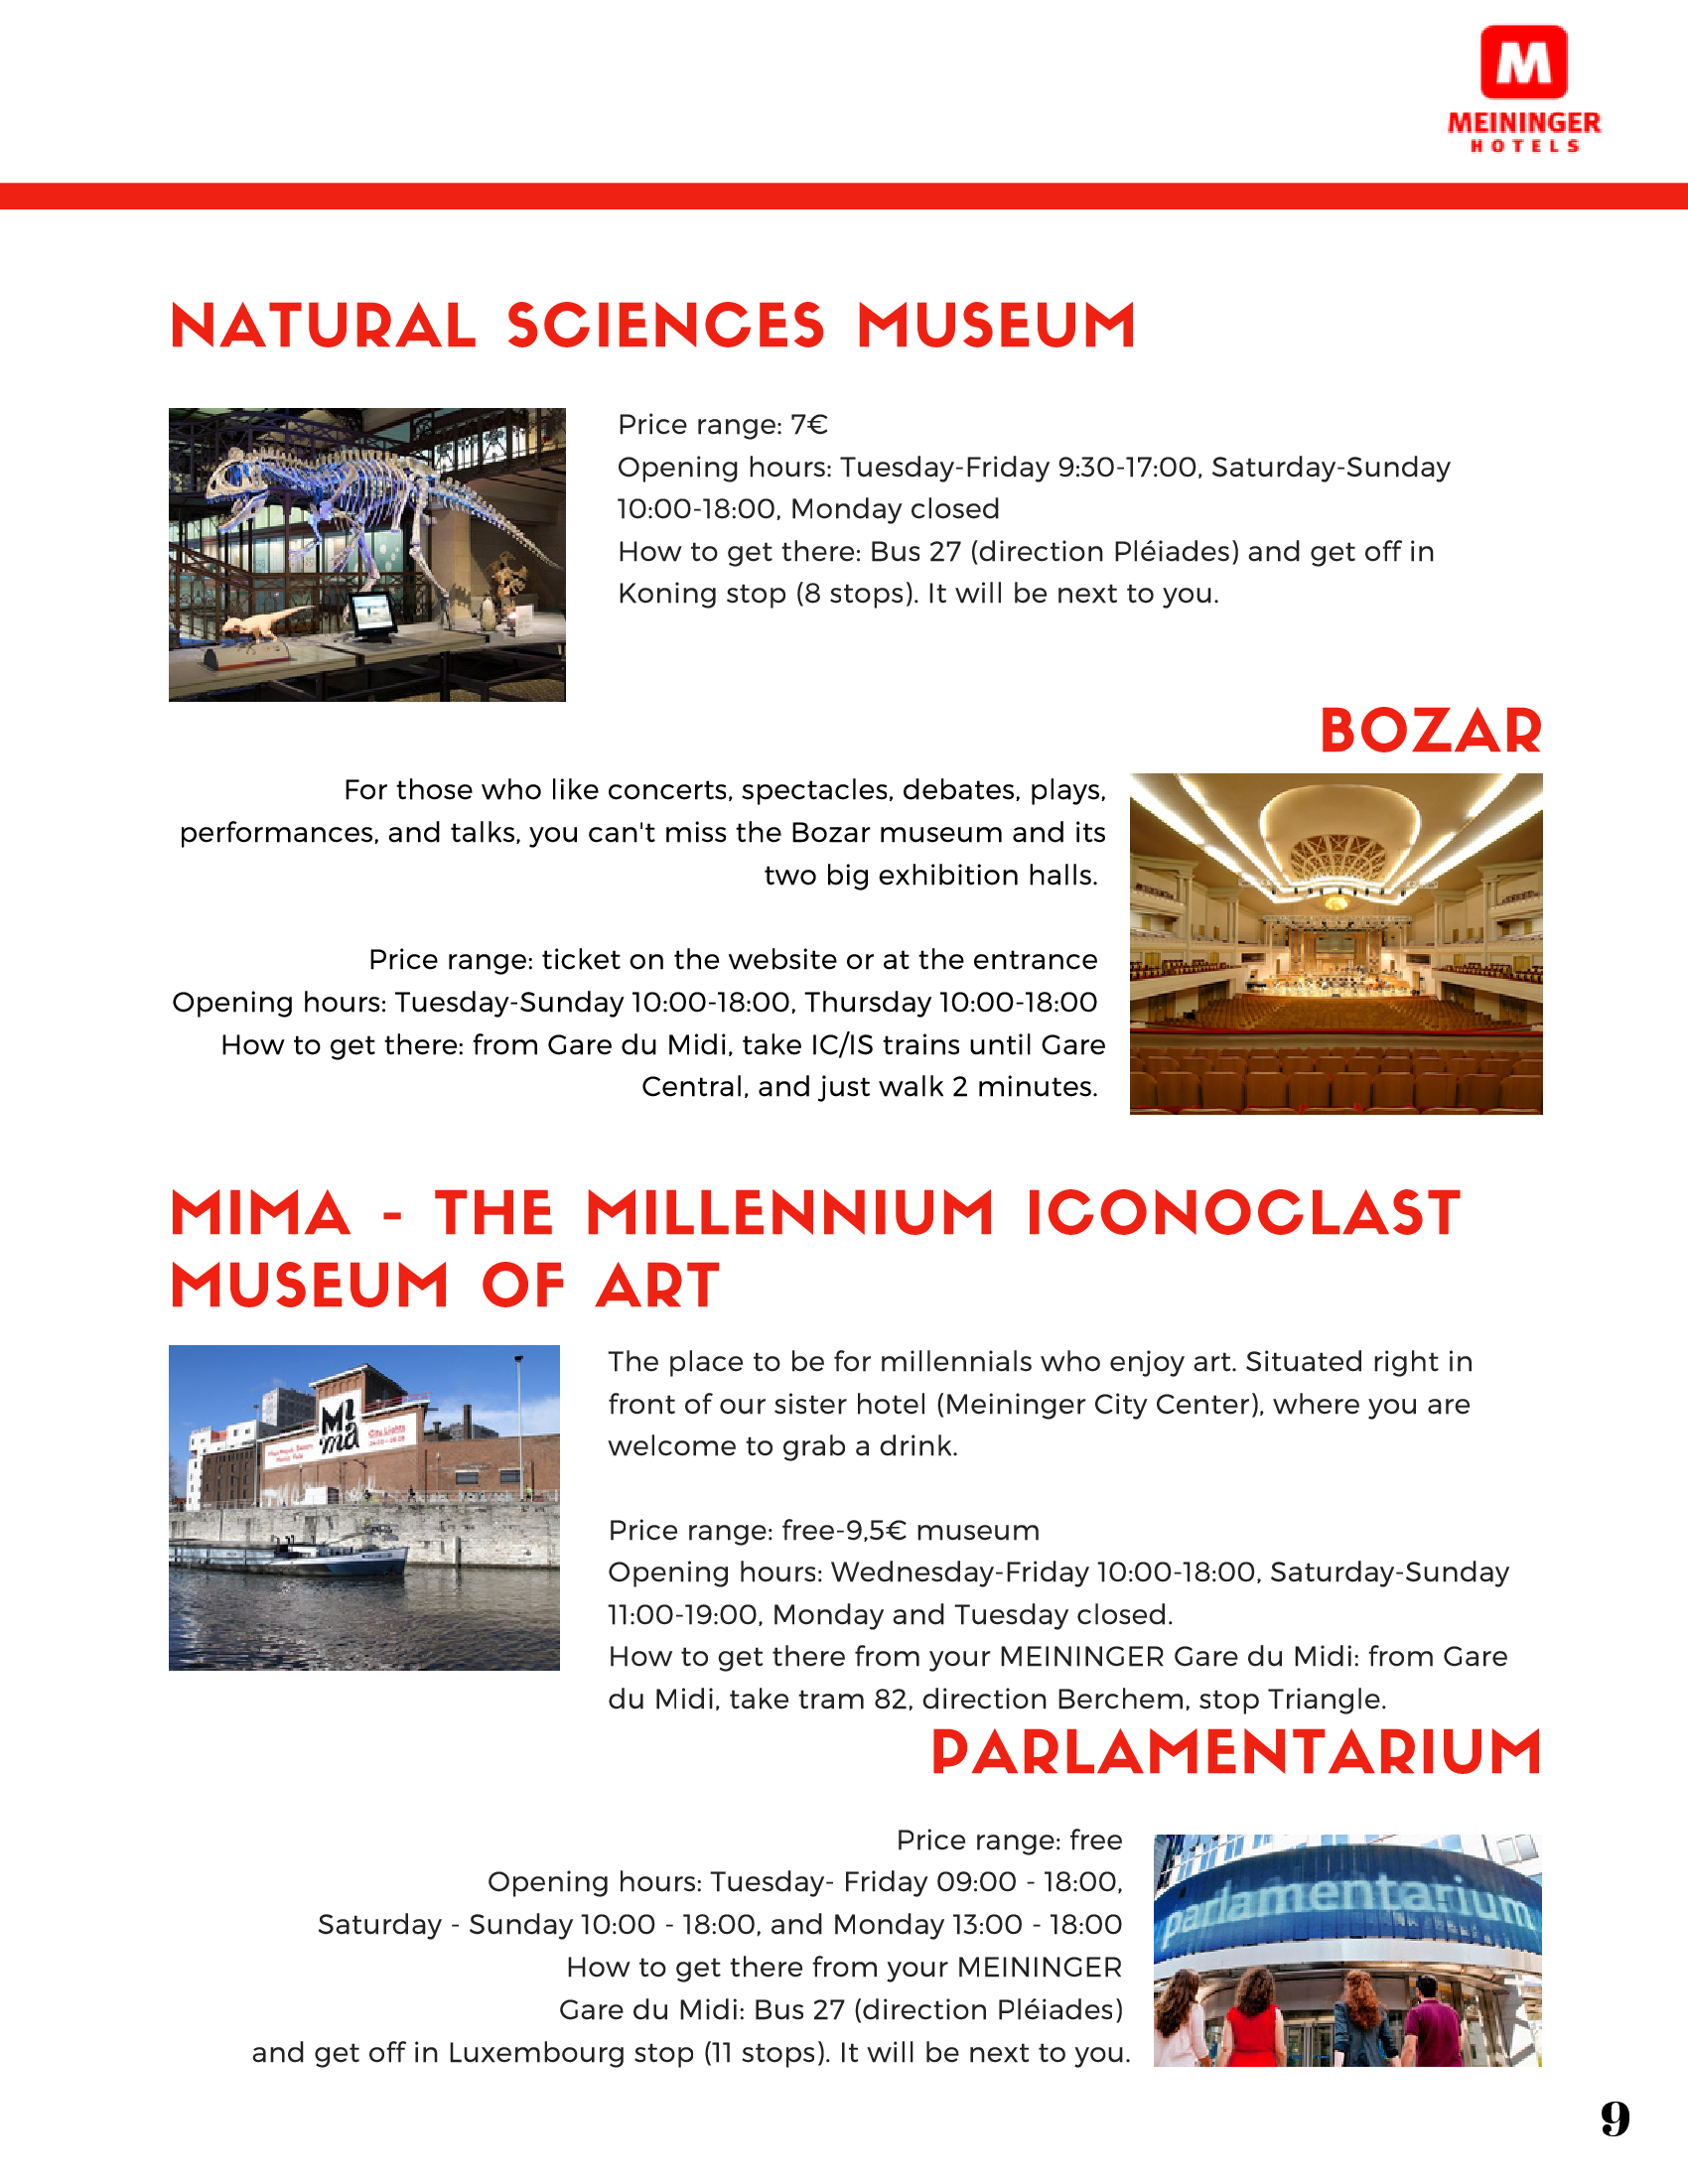 M
MEININGER
HOTELS
NATURAL SCIENCES MUSEUM
Price range: 7€
Opening hours: Tuesday-Friday 9:30-17:00, Saturday-Sunday
10:00-18:00, Monday closed
How to get there: Bus 27 (direction Pléiades) and get off in
Koning stop (8 stops). It will be next to you.
BOZAR
For those who like concerts, spectacles, debates, plays,
performances, and talks, you can't miss the Bozar museum and its
two big exhibition halls.
Price range: ticket on the website or at the entrance
Opening hours: Tuesday-Sunday 10:00-18:00, Thursday 10:00-18:00
How to get there: from Gare du Midi, take IC/IS trains until Gare
Central, and just walk 2 minutes.
MIMA - THE MILLENNIUM ICONOCLAST
MUSEUM OF ART
Mi
ma
City Lights
The place to be for millennials who enjoy art. Situated right in
front of our sister hotel (Meininger City Center), where you are
welcome to grab a drink.
Price range: free-9,5€ museum
Opening hours: Wednesday-Friday 10:00-18:00, Saturday-Sunday
11:00-19:00, Monday and Tuesday closed.
How to get there from your MEININGER Gare du Midi: from Gare
du Midi, take tram 82, direction Berchem, stop Triangle.
PARLAMENTARIUM
Price range: free
Opening hours: Tuesday- Friday 09:00 - 18:00,
Saturday - Sunday 10:00 - 18:00, and Monday 13:00 - 18:00
How to get there from your MEININGER
Gare du Midi: Bus 27 (direction Pléiades)
and get off in Luxembourg stop (11 stops). It will be next to you.
parlamentarium
9